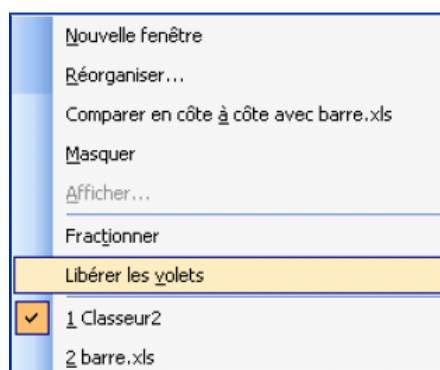 Nouvelle fenêtre
Réorganiser...
Comparer en côte à côte avec barre.xls
Masquer
Afficher...
Fractionner
Libérer les volets
1 Classeur2
2 barre.xls